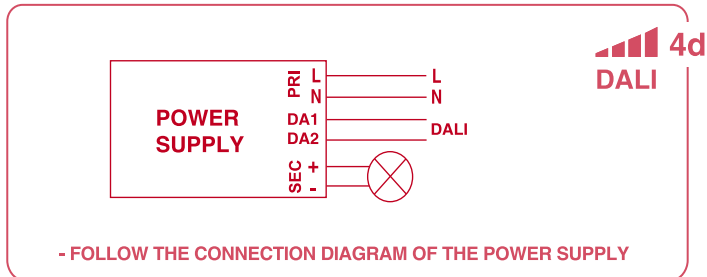 4d
DALI
POWER
SUPPLY
PRI
L
N
DA1
DA2
SEC
+
-
L
N
DALI
- FOLLOW THE CONNECTION DIAGRAM OF THE POWER SUPPLY